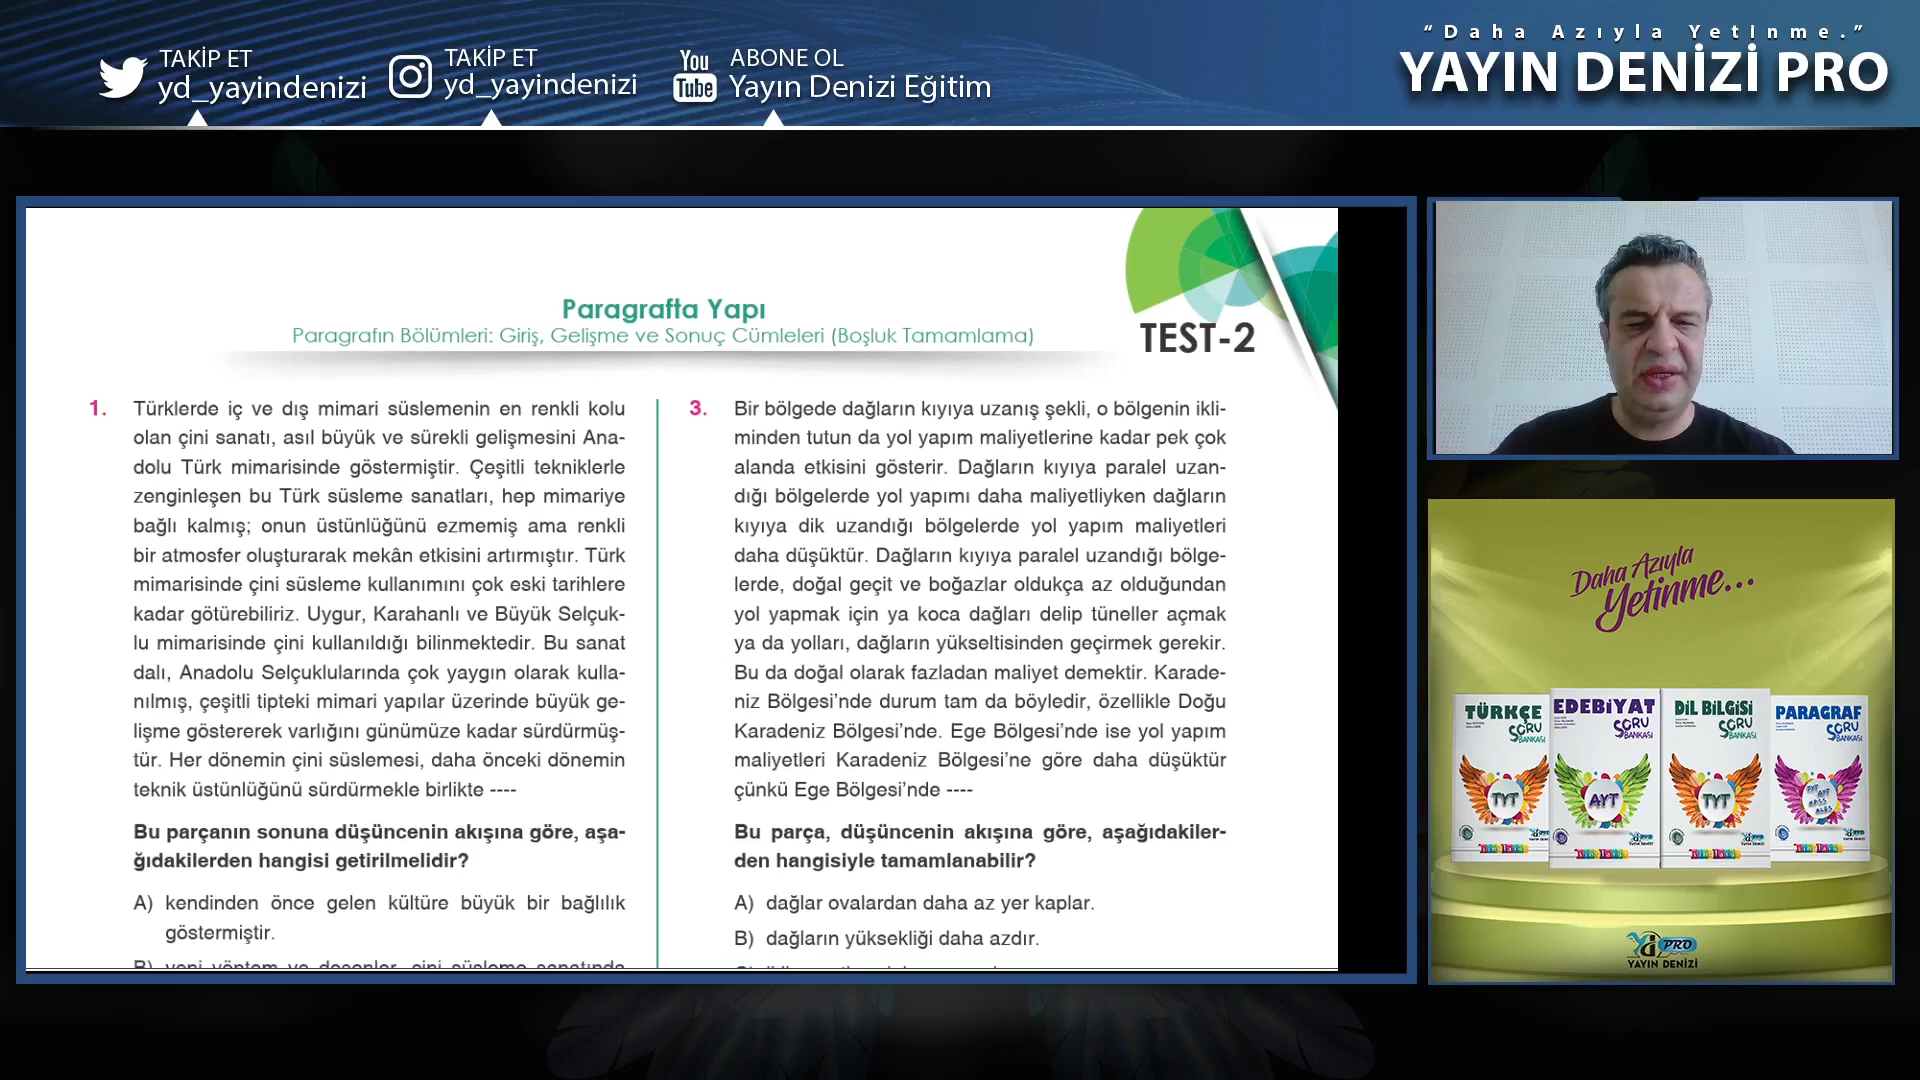 TAKİP ET
yd_yayindenizi
TAKİP ET
yd_yayindenizi
You Tube
ABONE OL
Yayın Denizi Eğitim
“Daha Azıyla Yetinme.”
YAYIN DENİZİ PRO
Paragrafta Yapı
Paragrafın Bölümleri: Giriş, Gelişme ve Sonuç Cümleleri (Boşluk Tamamlama)
TEST-2
1. Türklerde iç ve dış mimari süslemenin en renkli kolu
olan çini sanatı, asıl büyük ve sürekli gelişmesini Ana-
dolu Türk mimarisinde göstermiştir. Çeşitli tekniklerle
zenginleşen bu Türk süsleme sanatları, hep mimariye
bağlı kalmış; onun üstünlüğünü ezmemiş ama renkli
bir atmosfer oluşturarak mekân etkisini artırmıştır. Türk
mimarisinde çini süsleme kullanımını çok eski tarihlere
kadar götürebiliriz. Uygur, Karahanlı ve Büyük Selçuk-
lu mimarisinde çini kullanıldığı bilinmektedir. Bu sanat
dalı, Anadolu Selçuklularında çok yaygın olarak kulla-
nılmış, çeşitli tipteki mimari yapılar üzerinde büyük ge-
lişme göstererek varlığını günümüze kadar sürdürmüş-
tür. Her dönemin çini süslemesi, daha önceki dönemin
teknik üstünlüğünü sürdürmekle birlikte ----
Bu parçanın sonuna düşüncenin akışına göre, aşa-
ğıdakilerden hangisi getirilmelidir?
A) kendinden önce gelen kültüre büyük bir bağlılık
göstermiştir.
B) yeni yöntem ve desenler, çini süsleme sanatında
3. Bir bölgede dağların kıyıya uzanış şekli, o bölgenin ikli-
minden tutun da yol yapım maliyetlerine kadar pek çok
alanda etkisini gösterir. Dağların kıyıya paralel uzan-
dığı bölgelerde yol yapımı daha maliyetliyken dağların
kıyıya dik uzandığı bölgelerde yol yapım maliyetleri
daha düşüktür. Dağların kıyıya paralel uzandığı bölge-
lerde, doğal geçit ve boğazlar oldukça az olduğundan
yol yapmak için ya koca dağları delip tüneller açmak
ya da yolları, dağların yükseltisinden geçirmek gerekir.
Bu da doğal olarak fazladan maliyet demektir. Karade-
niz Bölgesi’nde durum tam da böyledir, özellikle Doğu
Karadeniz Bölgesi’nde. Ege Bölgesi’nde ise yol yapım
maliyetleri Karadeniz Bölgesi’ne göre daha düşüktür
çünkü Ege Bölgesi’nde ----
Bu parça, düşüncenin akışına göre, aşağıdakiler-
den hangisiyle tamamlanabilir?
A) dağlar ovalardan daha az yer kaplar.
B) dağların yüksekliği daha azdır.
Daha Azıyla
Yetinme...
TÜRKÇE
SORU
BANKASI
TYT
EDEBİYAT
SORU
BANKASI
AYT
DİL BİLGİSİ
SORU
BANKASI
TYT
PARAGRAF
SORU
BANKASI
PRO
YAYIN DENİZİ